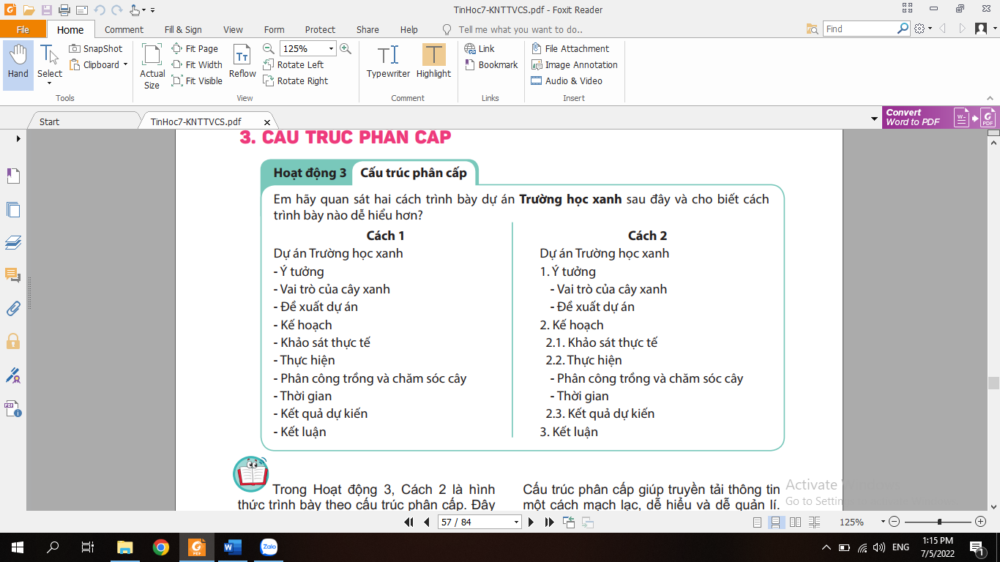 TinHoc7-KNTTVCS.pdf - Foxit Reader
File Home Comment Fill & Sign View Form Protect Share Help Tell me what you want to do.. Find
Hand
Select
SnapShot
Clipboard
Tools
Actual Size
Fit Page
Fit Width
Fit Visible
Reflow
125%
Rotate Left
Rotate Right
View
Typewriter
Highlight
Comment
Link
Bookmark
Links
File Attachment
Image Annotation
Audio & Video
Insert
Start
TinHoc7-KNTTVCS.pdf
Convert
Word to PDF
3. CẤU TRÚC PHÂN CẤP
Hoạt động 3 Cấu trúc phân cấp
Em hãy quan sát hai cách trình bày dự án Trường học xanh sau đây và cho biết cách
trình bày nào dễ hiểu hơn?
Cách 1
Dự án Trường học xanh
- Ý tưởng
- Vai trò của cây xanh
- Đề xuất dự án
- Kế hoạch
- Khảo sát thực tế
- Thực hiện
- Phân công trồng và chăm sóc cây
- Thời gian
- Kết quả dự kiến
- Kết luận
Cách 2
Dự án Trường học xanh
1. Ý tưởng
- Vai trò của cây xanh
- Đề xuất dự án
2. Kế hoạch
2.1. Khảo sát thực tế
2.2. Thực hiện
- Phân công trồng và chăm sóc cây
- Thời gian
2.3. Kết quả dự kiến
3. Kết luận
Trong Hoạt động 3, Cách 2 là hình
thức trình bày theo cấu trúc phân cấp. Đây
Cấu trúc phân cấp giúp truyền tải thông tin
một cách mạch lạc, dễ hiểu và dễ quản lí.
Activate Windows
Go to Settings
57 / 84
125%
ENG
1:15 PM
7/5/2022